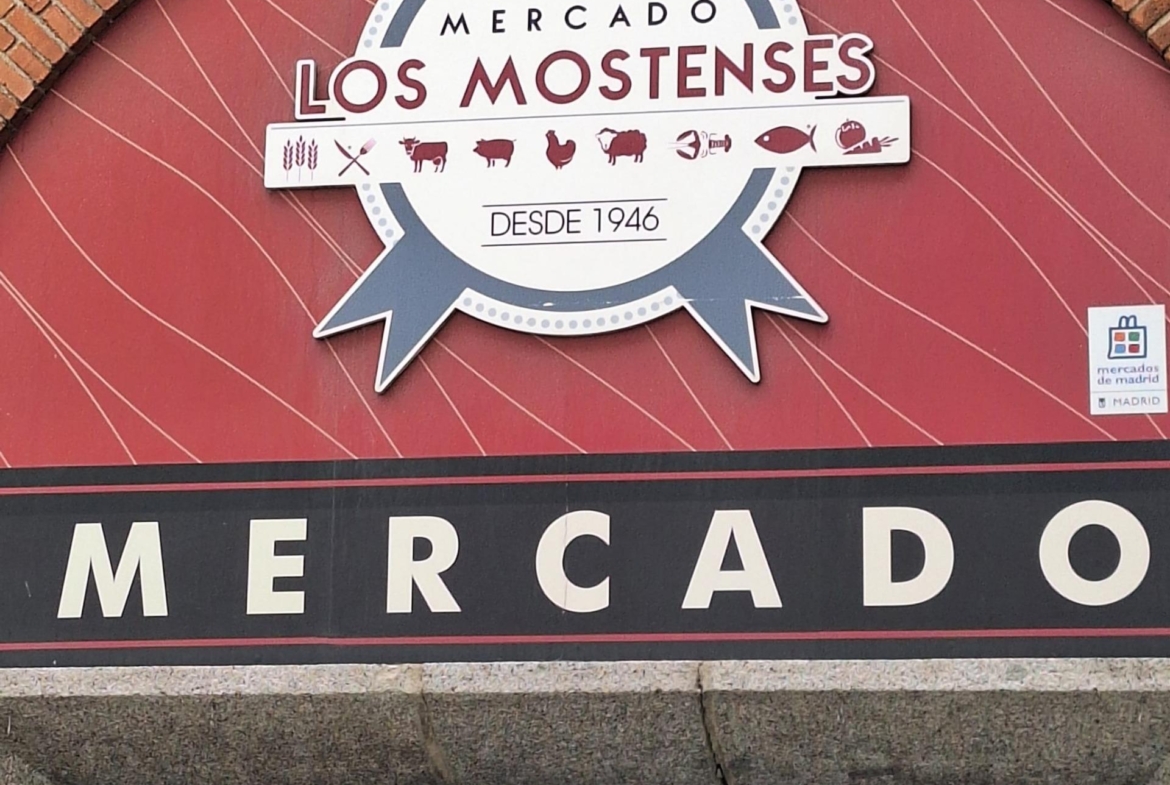 MERCADO
LOS MOSTENSES
DESDE 1946
mercados
de madrid
MADRID
MERCADO